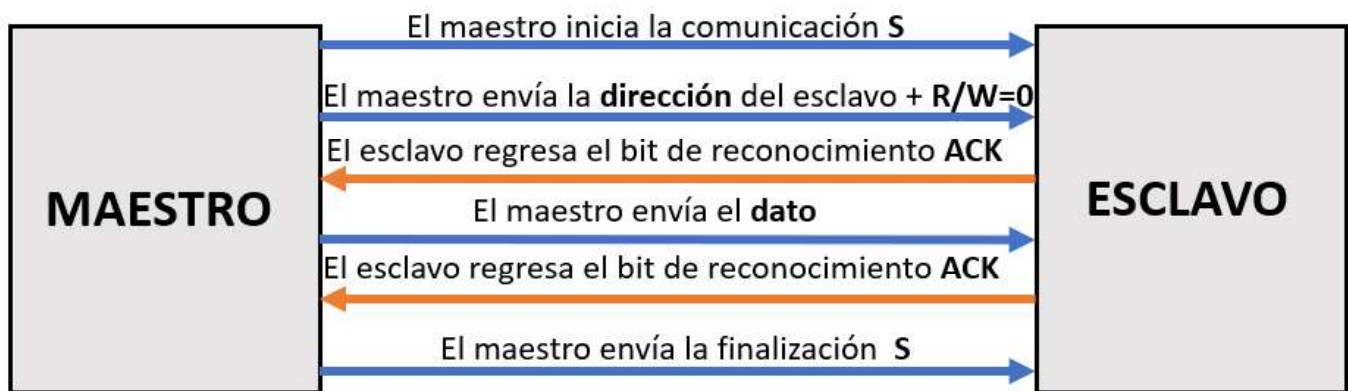 El maestro inicia la comunicación S
El maestro envía la dirección del esclavo + R/W=0
El esclavo regresa el bit de reconocimiento ACK
MAESTRO
El maestro envía el dato
ESCLAVO
El esclavo regresa el bit de reconocimiento ACK
El maestro envía la finalización S